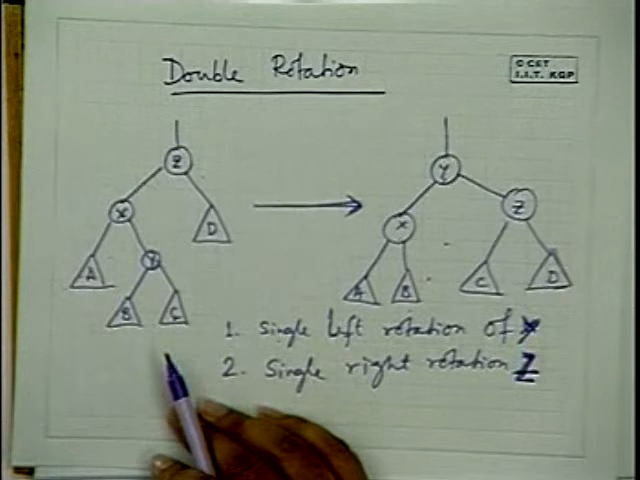 Double Rotation
© CET
I.I.T. KGP
Z
X
D
A
Y
B
C
Y
X
Z
A
B
C
D
1. Single left rotation of X
2. Single right rotation Z